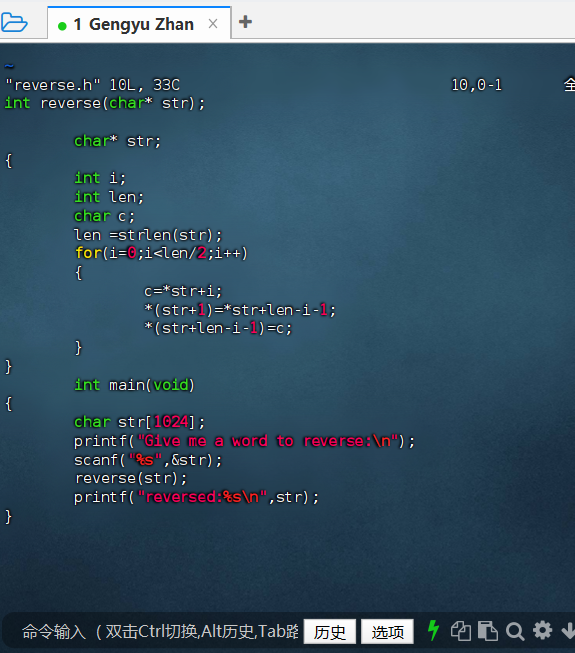 1 Gengyu Zhan × +
~
"reverse.h" 10L, 33C 10,0-1 全
int reverse(char* str);
char* str;
{
int i;
int len;
char c;
len =strlen(str);
for(i=0;i<len/2;i++)
{
c=*str+i;
*(str+1)=*str+len-i-1;
*(str+len-i-1)=c;
}
}
int main(void)
{
char str[1024];
printf("Give me a word to reverse:\n");
scanf("%s",&str);
reverse(str);
printf("reversed:%s\n",str);
}
命令输入 ( 双击Ctrl切换,Alt历史,Tab路 历史 选项